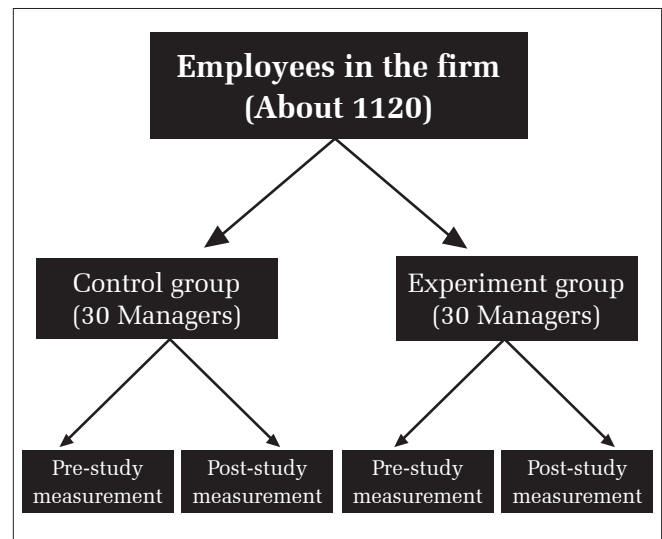 Employees in the firm
(About 1120)
Control group
(30 Managers)
Experiment group
(30 Managers)
Pre-study
measurement
Post-study
measurement
Pre-study
measurement
Post-study
measurement